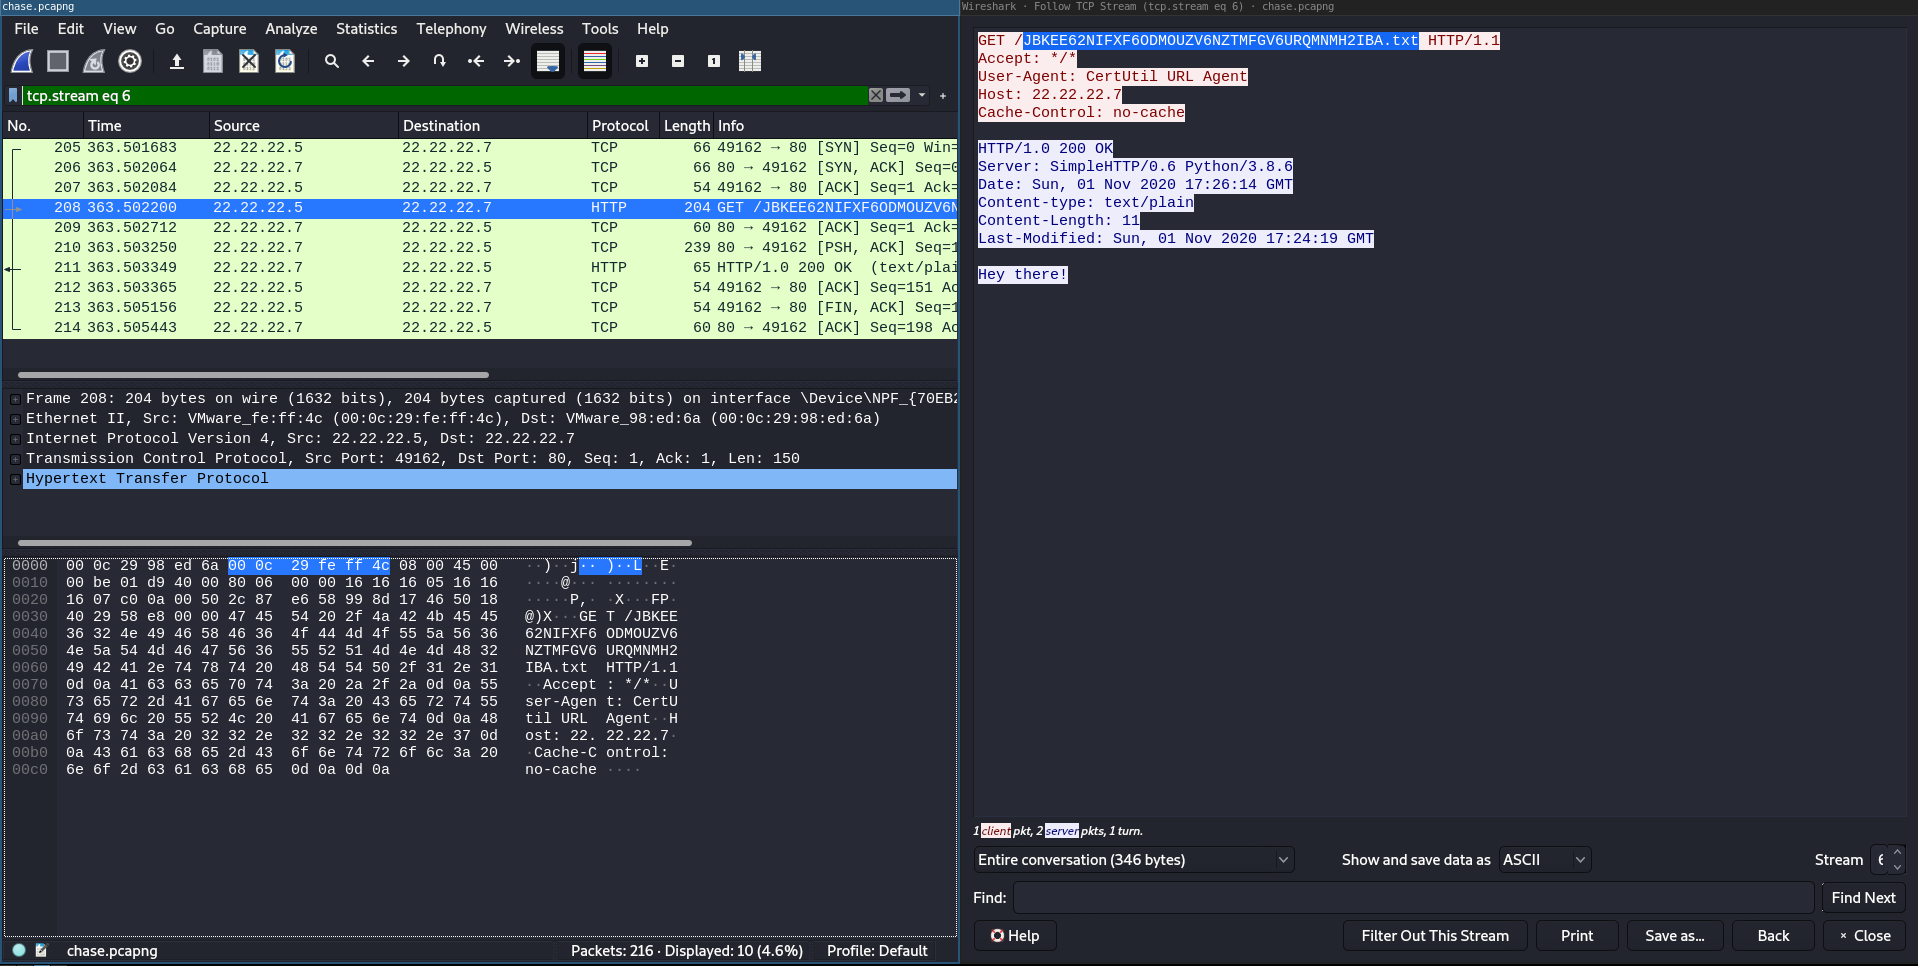 chase.pcapng
File Edit View Go Capture Analyze Statistics Telephony Wireless Tools Help
tcp.stream eq 6
No. Time Source Destination Protocol Length Info
205 363.501683 22.22.22.5 22.22.22.7 TCP 66 49162 → 80 [SYN] Seq=0 Win=
206 363.502064 22.22.22.7 22.22.22.5 TCP 66 80 → 49162 [SYN, ACK] Seq=0
207 363.502084 22.22.22.5 22.22.22.7 TCP 54 49162 → 80 [ACK] Seq=1 Ack=
208 363.502200 22.22.22.5 22.22.22.7 HTTP 204 GET /JBKEE62NIFXF6ODMOUZV6N
209 363.502712 22.22.22.7 22.22.22.5 TCP 60 80 → 49162 [ACK] Seq=1 Ack=
210 363.503250 22.22.22.7 22.22.22.5 TCP 239 80 → 49162 [PSH, ACK] Seq=1
211 363.503349 22.22.22.7 22.22.22.5 HTTP 65 HTTP/1.0 200 OK (text/plai
212 363.503365 22.22.22.5 22.22.22.7 TCP 54 49162 → 80 [ACK] Seq=151 Ac
213 363.505156 22.22.22.5 22.22.22.7 TCP 54 49162 → 80 [FIN, ACK] Seq=1
214 363.505443 22.22.22.7 22.22.22.5 TCP 60 80 → 49162 [ACK] Seq=198 Ac
Frame 208: 204 bytes on wire (1632 bits), 204 bytes captured (1632 bits) on interface \Device\NPF_{70EB2
Ethernet II, Src: VMware_fe:ff:4c (00:0c:29:fe:ff:4c), Dst: VMware_98:ed:6a (00:0c:29:98:ed:6a)
Internet Protocol Version 4, Src: 22.22.22.5, Dst: 22.22.22.7
Transmission Control Protocol, Src Port: 49162, Dst Port: 80, Seq: 1, Ack: 1, Len: 150
Hypertext Transfer Protocol
0000 00 0c 29 98 ed 6a 00 0c 29 fe ff 4c 08 00 45 00 ··)··j·· )··L··E·
0010 00 be 01 d9 40 00 80 06 00 00 16 16 16 05 16 16 ····@··· ········
0020 16 07 c0 0a 00 50 2c 87 e6 58 99 8d 17 46 50 18 ·····P,· ·X···FP·
0030 40 29 58 e8 00 00 47 45 54 20 2f 4a 42 4b 45 45 @)X···GE T /JBKEE
0040 36 32 4e 49 46 58 46 36 4f 44 4d 4f 55 5a 56 36 62NIFXF6 ODMOUZV6
0050 4e 5a 54 4d 46 47 56 36 55 52 51 4d 4e 4d 48 32 NZTMFGV6 URQMNMH2
0060 49 42 41 2e 74 78 74 20 48 54 54 50 2f 31 2e 31 IBA.txt HTTP/1.1
0070 0d 0a 41 63 63 65 70 74 3a 20 2a 2f 2a 0d 0a 55 ··Accept : */*··U
0080 73 65 72 2d 41 67 65 6e 74 3a 20 43 65 72 74 55 ser-Agen t: CertU
0090 74 69 6c 20 55 52 4c 20 41 67 65 6e 74 0d 0a 48 til URL Agent··H
00a0 6f 73 74 3a 20 32 32 2e 32 32 2e 32 32 2e 37 0d ost: 22. 22.22.7·
00b0 0a 43 61 63 68 65 2d 43 6f 6e 74 72 6f 6c 3a 20 ·Cache-C ontrol:
00c0 6e 6f 2d 63 61 63 68 65 0d 0a 0d 0a no-cache ····
chase.pcapng Packets: 216 · Displayed: 10 (4.6%) Profile: Default
Wireshark · Follow TCP Stream (tcp.stream eq 6) · chase.pcapng
GET /JBKEE62NIFXF6ODMOUZV6NZTMFGV6URQMNMH2IBA.txt HTTP/1.1
Accept: */*
User-Agent: CertUtil URL Agent
Host: 22.22.22.7
Cache-Control: no-cache
HTTP/1.0 200 OK
Server: SimpleHTTP/0.6 Python/3.8.6
Date: Sun, 01 Nov 2020 17:26:14 GMT
Content-type: text/plain
Content-Length: 11
Last-Modified: Sun, 01 Nov 2020 17:24:19 GMT
Hey there!
1 client pkt, 2 server pkts, 1 turn.
Entire conversation (346 bytes) Show and save data as ASCII Stream 6
Find: Find Next
Help Filter Out This Stream Print Save as... Back × Close